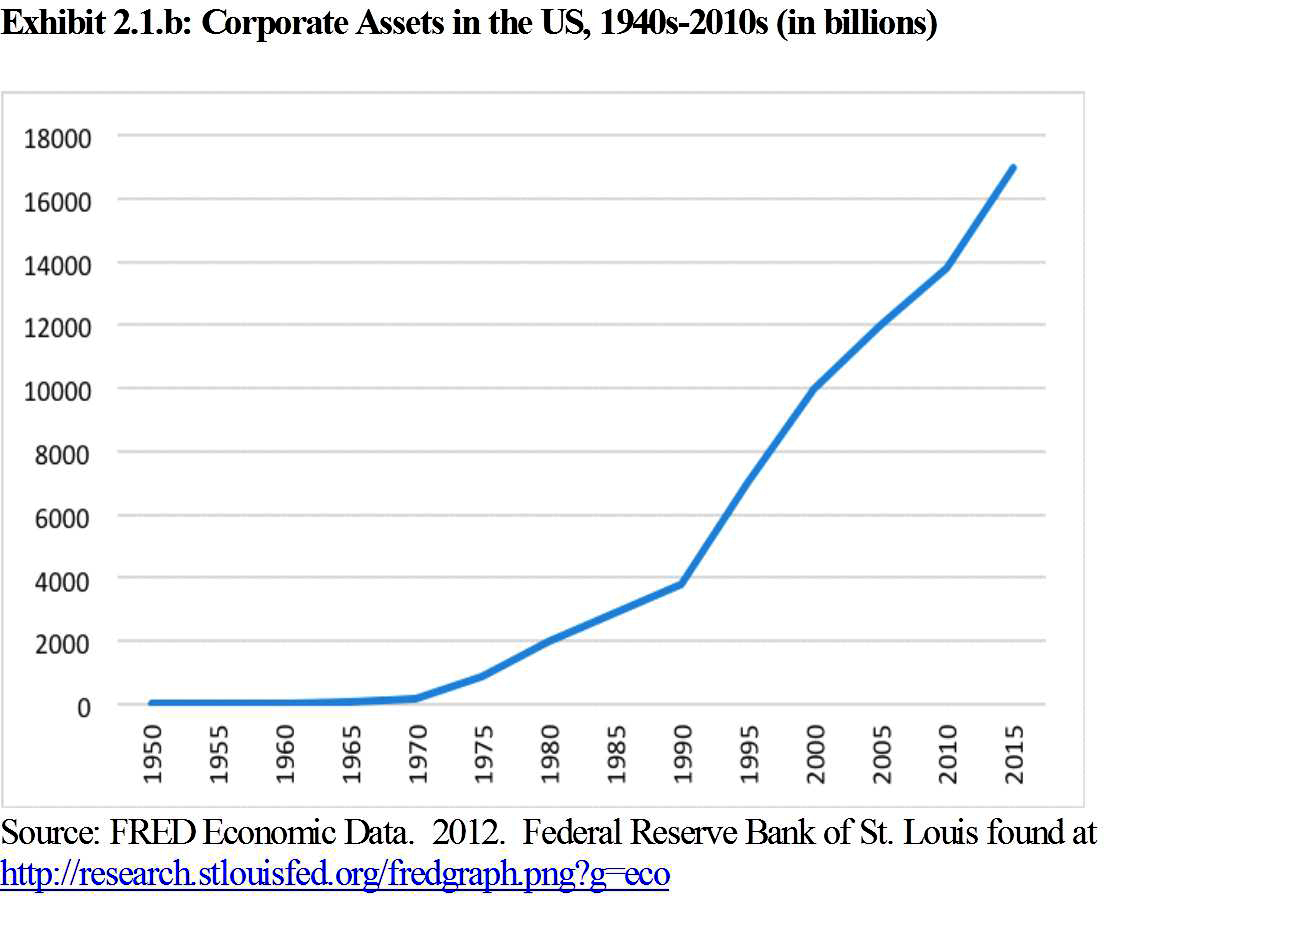 Exhibit 2.1.b: Corporate Assets in the US, 1940s-2010s (in billions)
18000
16000
14000
12000
10000
8000
6000
4000
2000
0
1950 1955 1960 1965 1970 1975 1980 1985 1990 1995 2000 2005 2010 2015
Source: FRED Economic Data.  2012.  Federal Reserve Bank of St. Louis found at
http://research.stlouisfed.org/fredgraph.png?g=eco